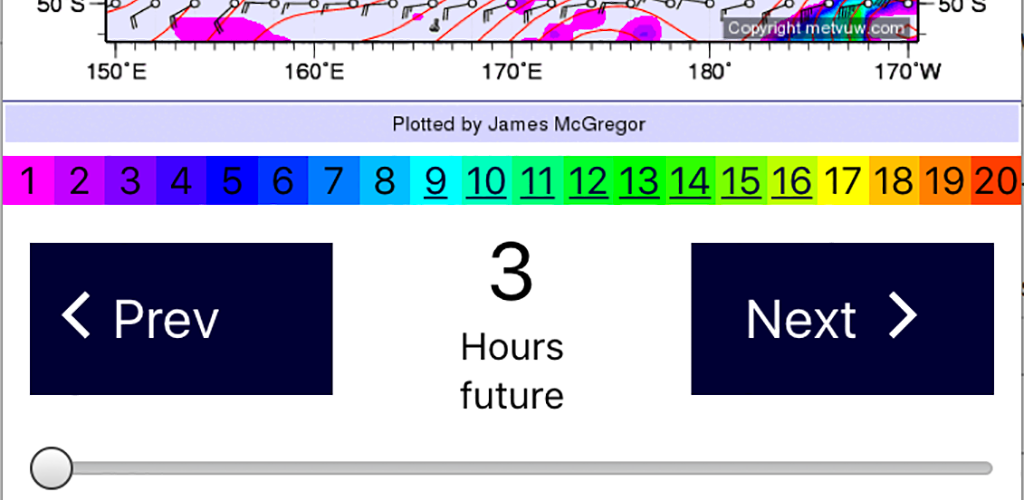 50˚S 50˚S
Copyright metvuw.com
150˚E 160˚E 170˚E 180˚ 170˚W
Plotted by James McGregor
1 2 3 4 5 6 7 8 9 10 11 12 13 14 15 16 17 18 19 20
Prev
3
Hours
future
Next